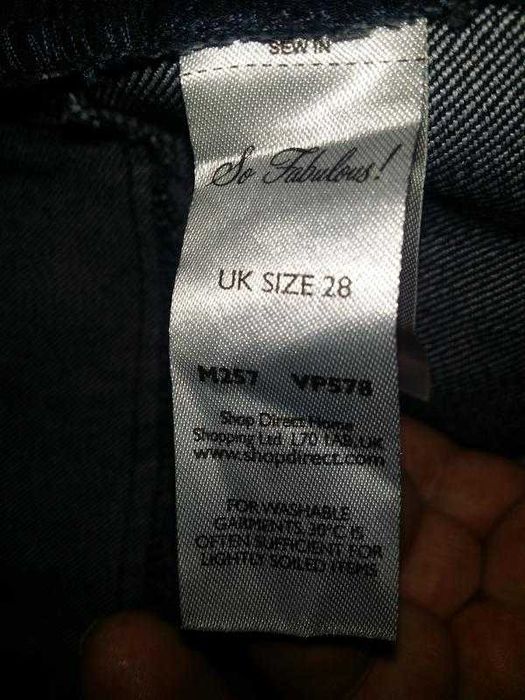 SEW IN
So Fabulous!
UK SIZE 28
M257 VP578
Shop Direct Home
Shopping Ltd L70 1AB, UK
www.shopdirect.com
FOR WASHABLE
GARMENTS 30°C IS
OFTEN SUFFICIENT FOR
LIGHTLY SOILED ITEMS